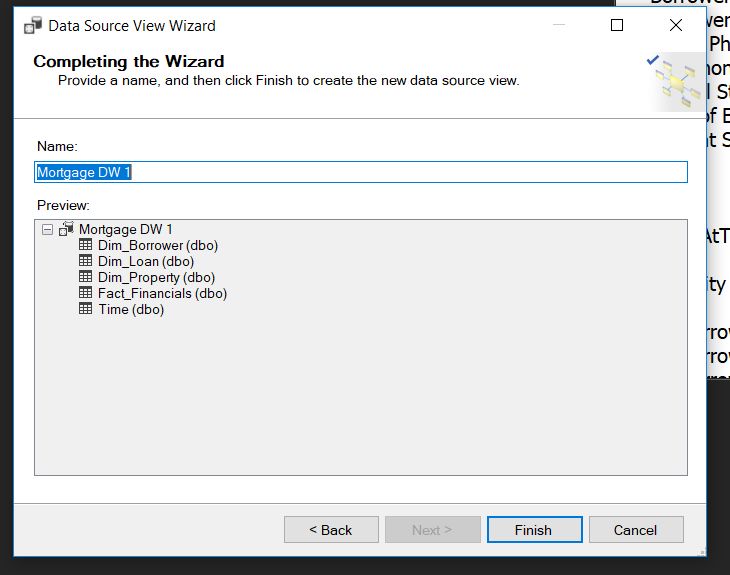 Data Source View Wizard
Completing the Wizard
Provide a name, and then click Finish to create the new data source view.
Name:
Mortgage DW 1
Preview:
Mortgage DW 1
Dim_Borrower (dbo)
Dim_Loan (dbo)
Dim_Property (dbo)
Fact_Financials (dbo)
Time (dbo)
< Back
Next >
Finish
Cancel